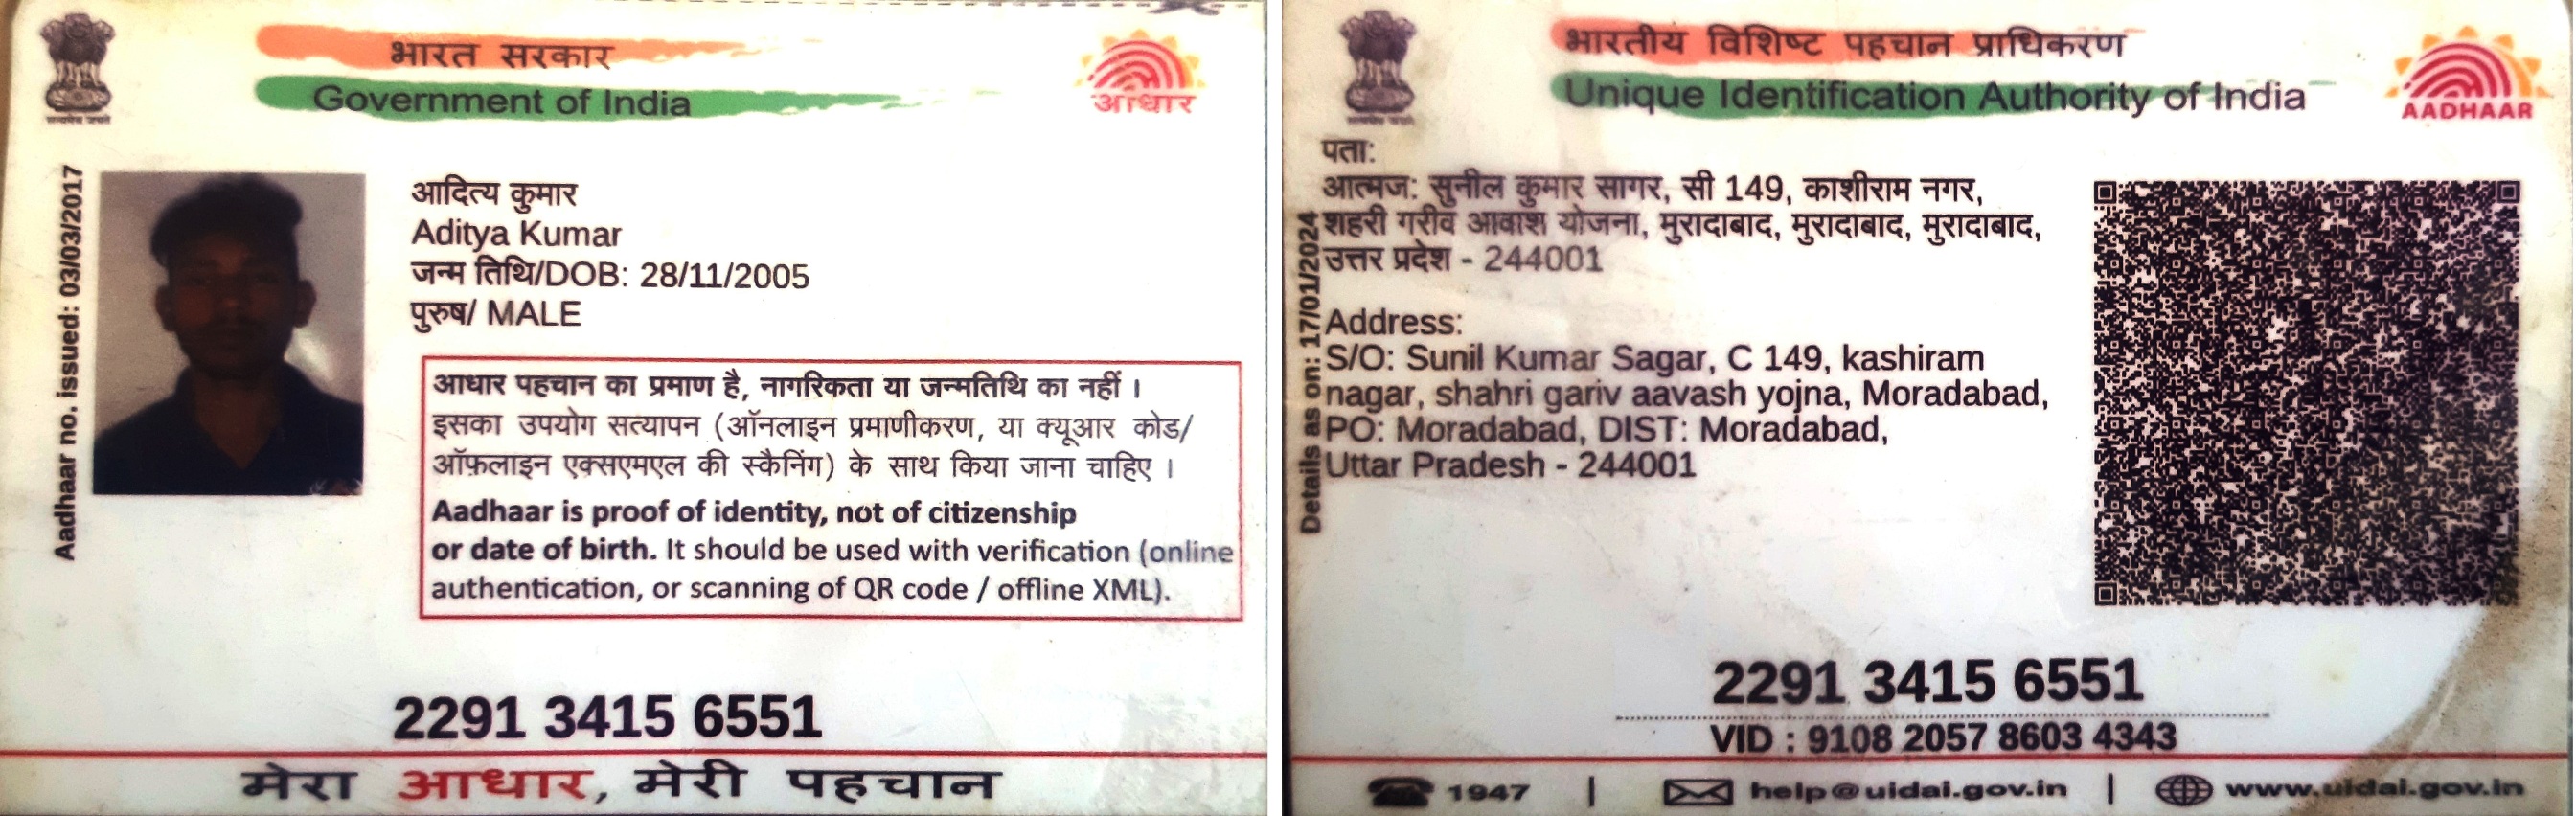 भारत सरकार
Government of India
आधार
सत्यमेव जयते
Aadhaar no. issued: 03/03/2017
आदित्य कुमार
Aditya Kumar
जन्म तिथि/DOB: 28/11/2005
पुरुष/ MALE
आधार पहचान का प्रमाण है, नागरिकता या जन्मतिथि का नहीं ।
इसका उपयोग सत्यापन (ऑनलाइन प्रमाणीकरण, या क्यूआर कोड/
ऑफ़लाइन एक्सएमएल की स्कैनिंग) के साथ किया जाना चाहिए ।
Aadhaar is proof of identity, not of citizenship
or date of birth. It should be used with verification (online
authentication, or scanning of QR code / offline XML).
2291 3415 6551
मेरा आधार, मेरी पहचान
भारतीय विशिष्ट पहचान प्राधिकरण
Unique Identification Authority of India
AADHAAR
सत्यमेव जयते
Details as on: 17/01/2024
पता:
आत्मज: सुनील कुमार सागर, सी 149, काशीराम नगर,
शहरी गरीव आवाश योजना, मुरादाबाद, मुरादाबाद, मुरादाबाद,
उत्तर प्रदेश - 244001
Address:
S/O: Sunil Kumar Sagar, C 149, kashiram
nagar, shahri gariv aavash yojna, Moradabad,
PO: Moradabad, DIST: Moradabad,
Uttar Pradesh - 244001
2291 3415 6551
VID : 9108 2057 8603 4343
1947 | help@uidai.gov.in | www.uidai.gov.in